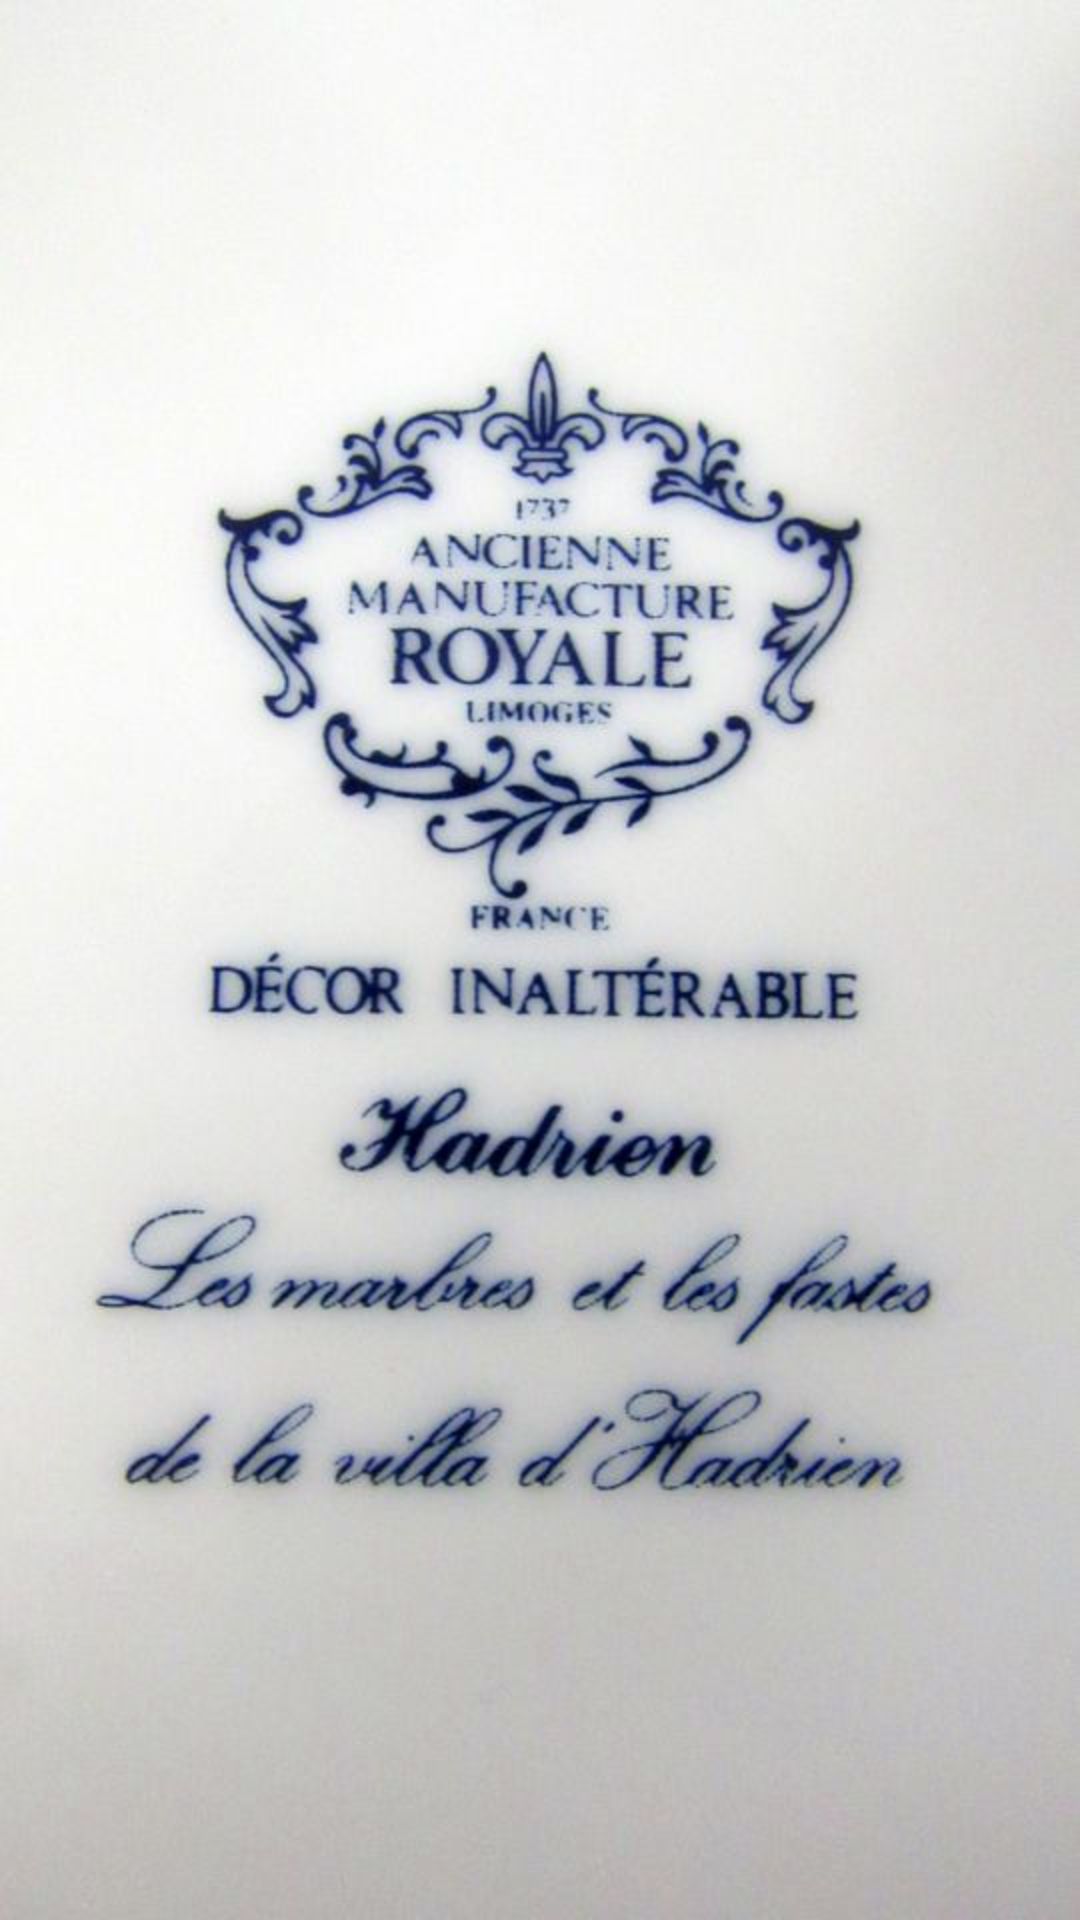 1737
ANCIENNE
MANUFACTURE
ROYALE
LIMOGES
FRANCE
DÉCOR INALTÉRABLE
Hadrien
Les marbres et les fastes
de la villa d'Hadrien